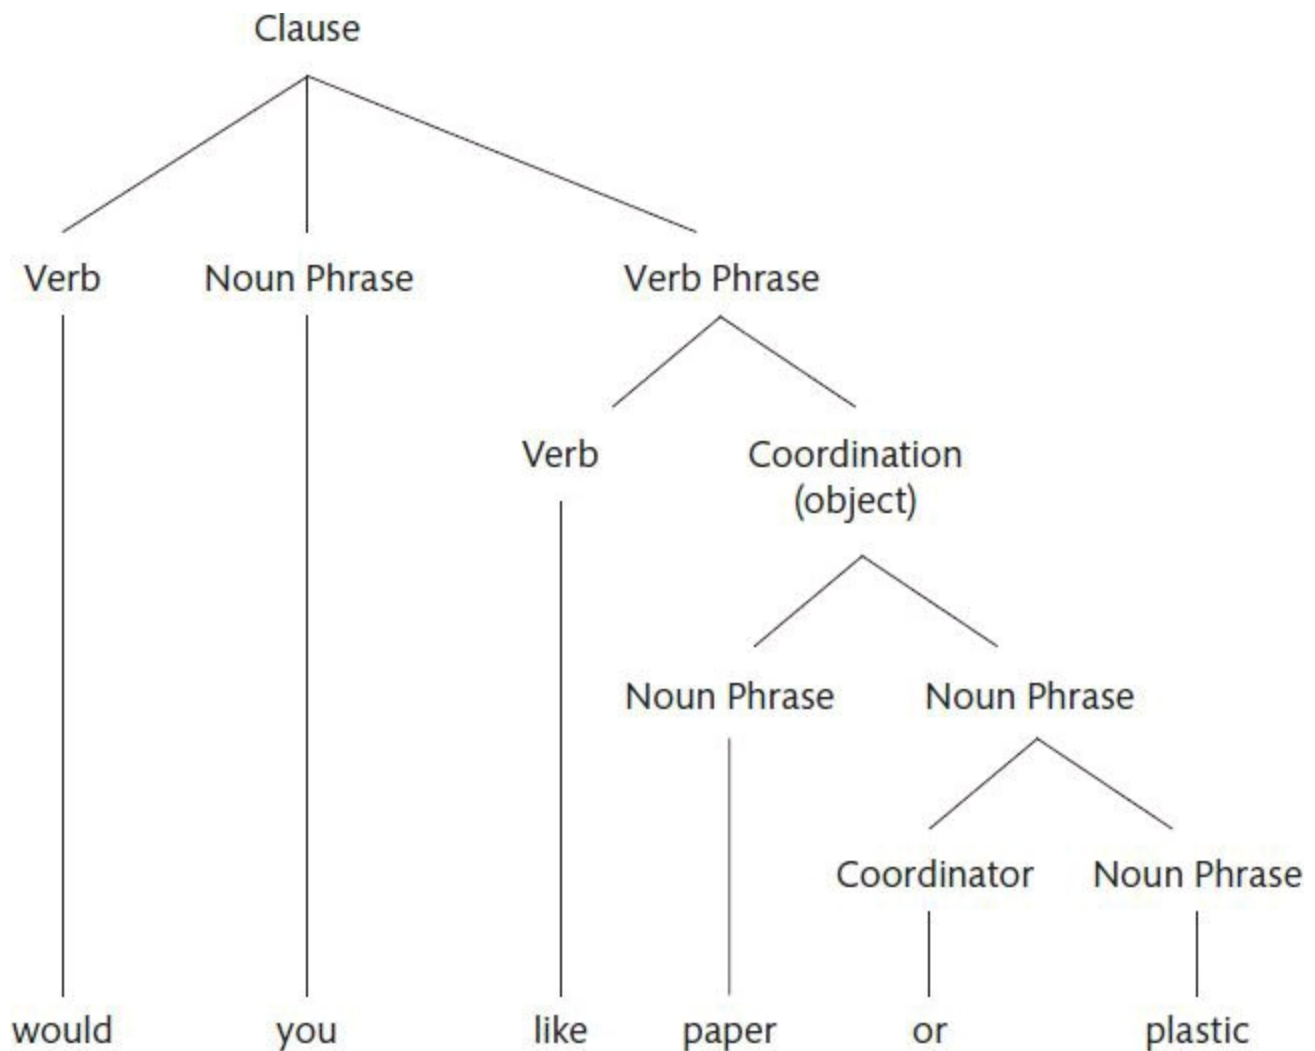 Clause
Verb Noun Phrase Verb Phrase
Verb Coordination
(object)
Noun Phrase Noun Phrase
Coordinator Noun Phrase
would you like paper or plastic